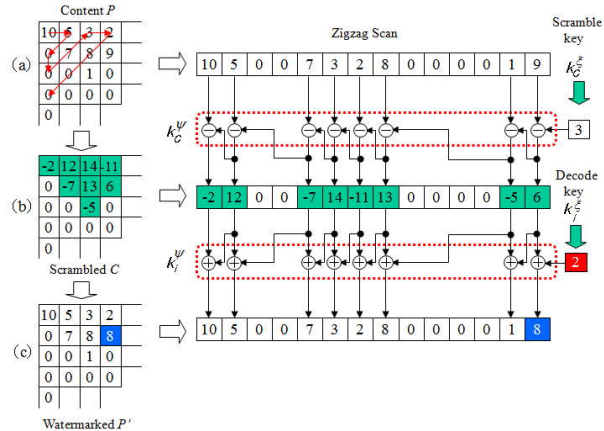 Content P
Zigzag Scan
Scramble key
k_G^ξ
(a)
10 5 3 2
0 7 8 9
0 0 1 0
0 0 0 0
0
10 5 0 0 7 3 2 8 0 0 0 0 1 9
k_G^ψ
3
(b)
-2 12 14 -11
0 -7 13 6
0 0 -5 0
0 0 0 0
0
-2 12 0 0 -7 14 -11 13 0 0 0 0 -5 6
Decode key
k_i^ξ
k_i^ψ
2
Scrambled C
(c)
10 5 3 2
0 7 8 8
0 0 1 0
0 0 0 0
0
10 5 0 0 7 3 2 8 0 0 0 0 1 8
Watermarked P'